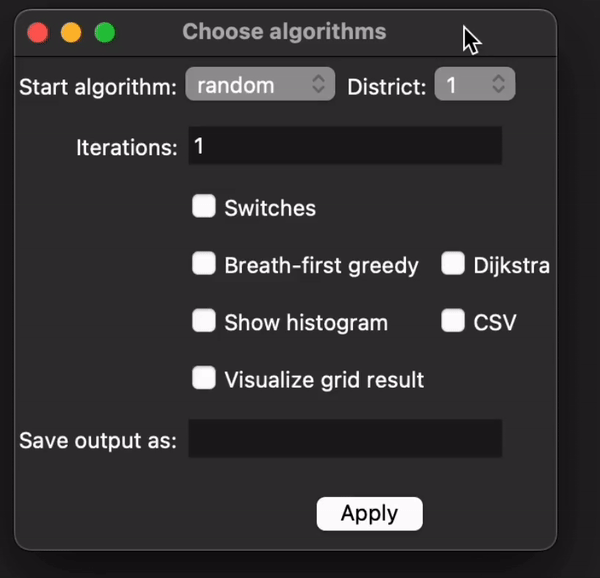 Choose algorithms
Start algorithm: random District: 1
Iterations: 1
Switches
Breath-first greedy Dijkstra
Show histogram CSV
Visualize grid result
Save output as:
Apply